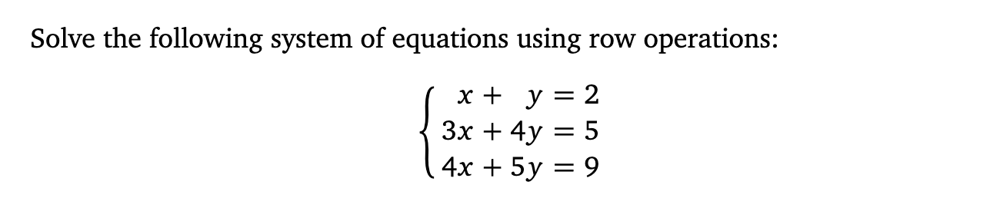 Solve the following system of equations using row operations:
x + y = 2
3x + 4y = 5
4x + 5y = 9